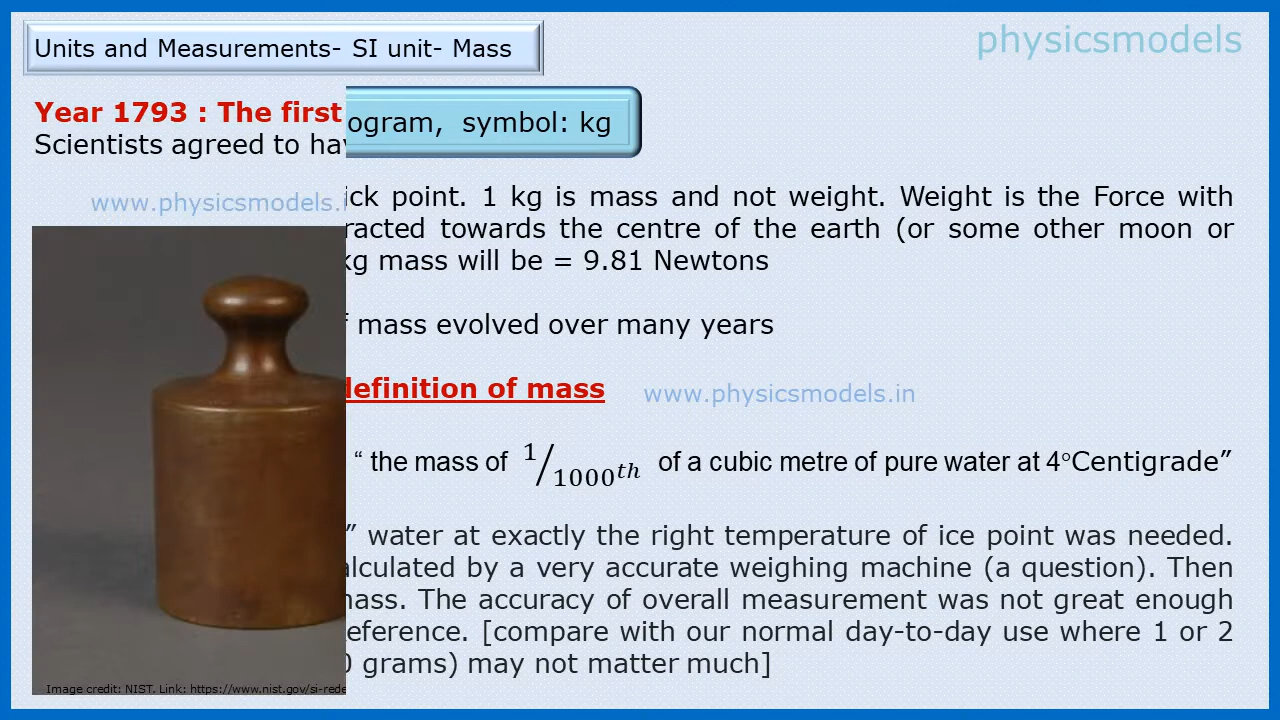 Units and Measurements- SI unit- Mass
physicsmodels
Year 1793 : The first
ogram, symbol: kg
Scientists agreed to
ick point. 1 kg is mass and not weight. Weight is the Force with
www.physicsmodels.i
racted towards the centre of the earth (or some other moon or
kg mass will be = 9.81 Newtons
mass evolved over many years
definition of mass
www.physicsmodels.in
“ the mass of 1/1000th of a cubic metre of pure water at 4°Centigrade”
” water at exactly the right temperature of ice point was needed.
alculated by a very accurate weighing machine (a question). Then
mass. The accuracy of overall measurement was not great enough
eference. [compare with our normal day-to-day use where 1 or 2
0 grams) may not matter much]
Image credit: NIST. Link: https://www.nist.gov/si-rede